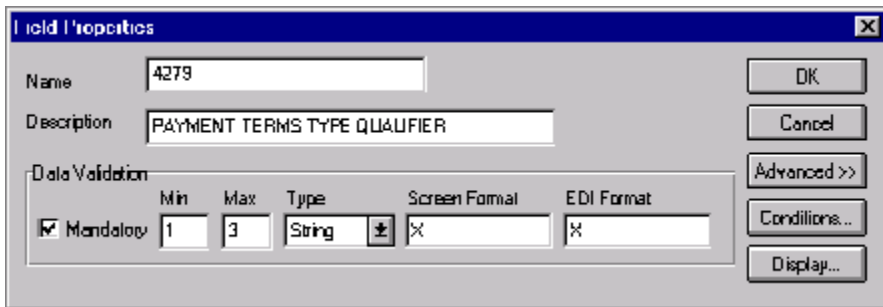 Field Properties
Name 4279 OK
Description PAYMENT TERMS TYPE QUALIFIER Cancel
Data Validation Advanced >>
Min Max Type Screen Format EDI Format
Mandatory 1 3 String X X Conditions...
Display...